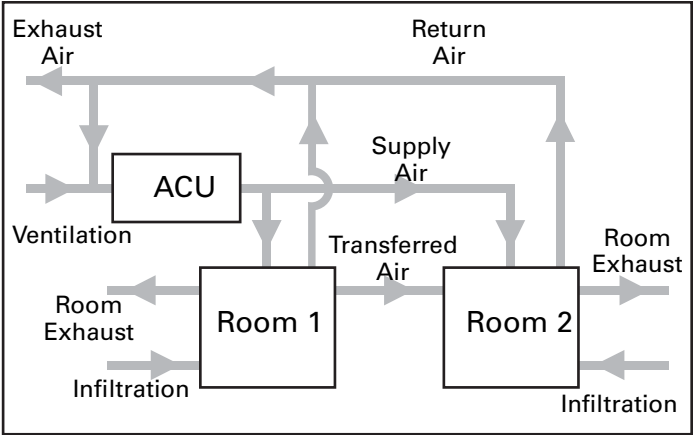 Exhaust
Air
Return
Air
Supply
Air
ACU
Ventilation
Transferred
Air
Room
Exhaust
Room
Exhaust
Room 1
Room 2
Infiltration
Infiltration